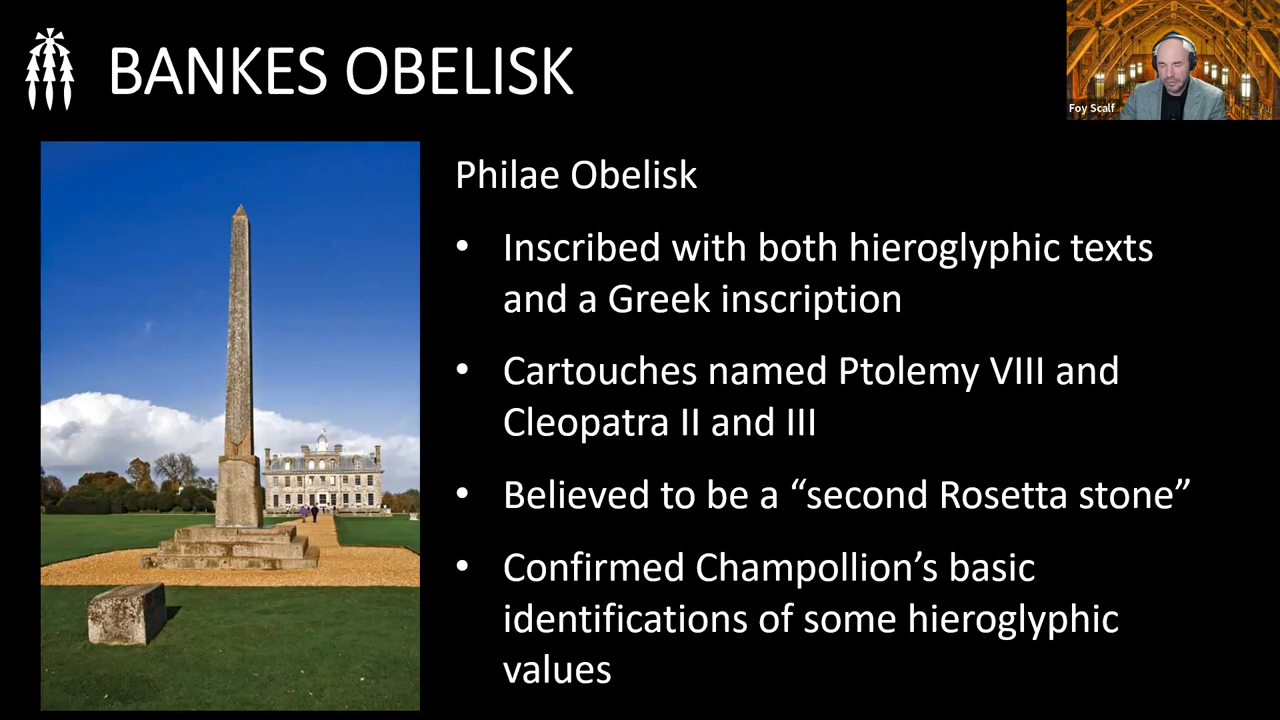 BANKES OBELISK
Foy Scalf
Philae Obelisk
• Inscribed with both hieroglyphic texts
and a Greek inscription
• Cartouches named Ptolemy VIII and
Cleopatra II and III
• Believed to be a “second Rosetta stone”
• Confirmed Champollion’s basic
identifications of some hieroglyphic
values